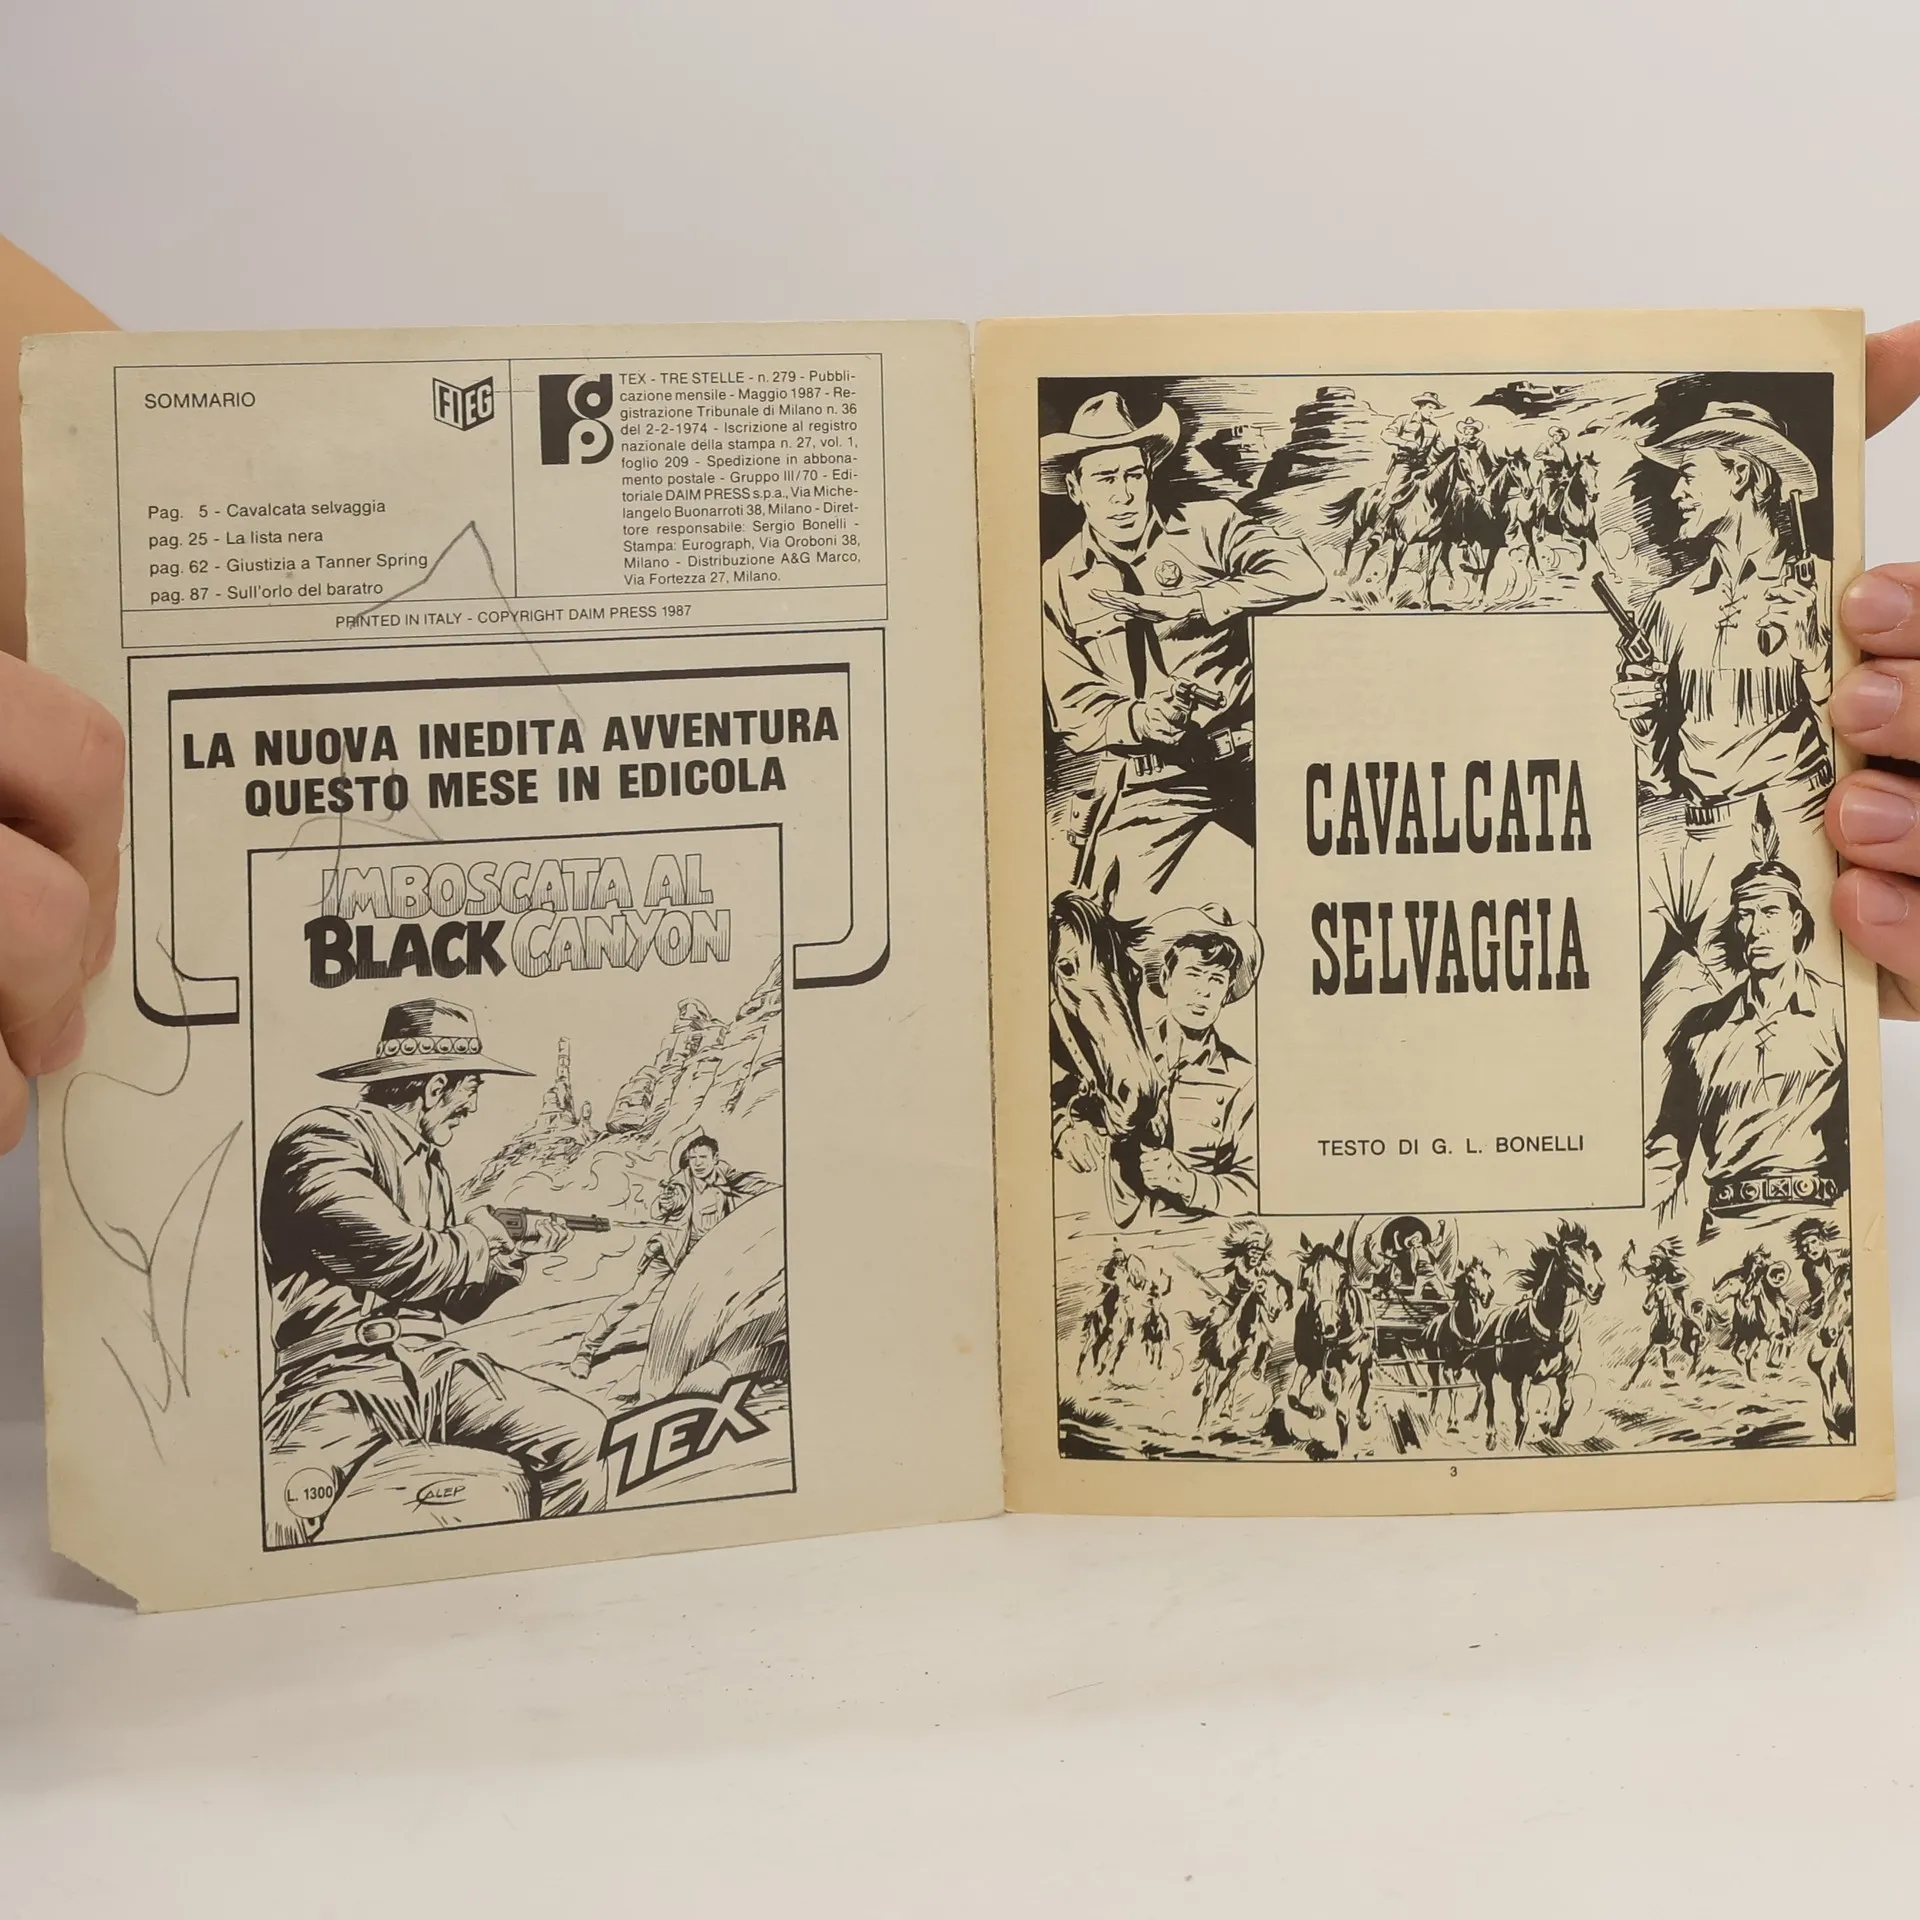 SOMMARIO
FIEG
Pag. 5 - Cavalcata selvaggia
pag. 25 - La lista nera
pag. 62 - Giustizia a Tanner Spring
pag. 87 - Sull'orlo del baratro
dp
TEX - TRE STELLE - n. 279 - Pubbli-
cazione mensile - Maggio 1987 - Re-
gistrazione Tribunale di Milano n. 36
del 2-2-1974 - Iscrizione al registro
nazionale della stampa n. 27, vol. 1,
foglio 209 - Spedizione in abbona-
mento postale - Gruppo III/70 - Edi-
toriale DAIM PRESS s.p.a., Via Miche-
langelo Buonarroti 38, Milano - Diret-
tore responsabile: Sergio Bonelli -
Stampa: Eurograph, Via Oroboni 38,
Milano - Distribuzione A&G Marco,
Via Fortezza 27, Milano.
PRINTED IN ITALY - COPYRIGHT DAIM PRESS 1987
LA NUOVA INEDITA AVVENTURA
QUESTO MESE IN EDICOLA
IMBOSCATA AL
BLACK CANYON
TEX
L. 1300
GALEP
CAVALCATA
SELVAGGIA
TESTO DI G. L. BONELLI
3